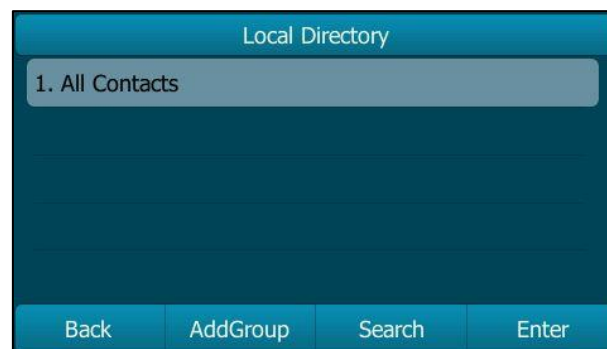 Local Directory
1. All Contacts
Back AddGroup Search Enter